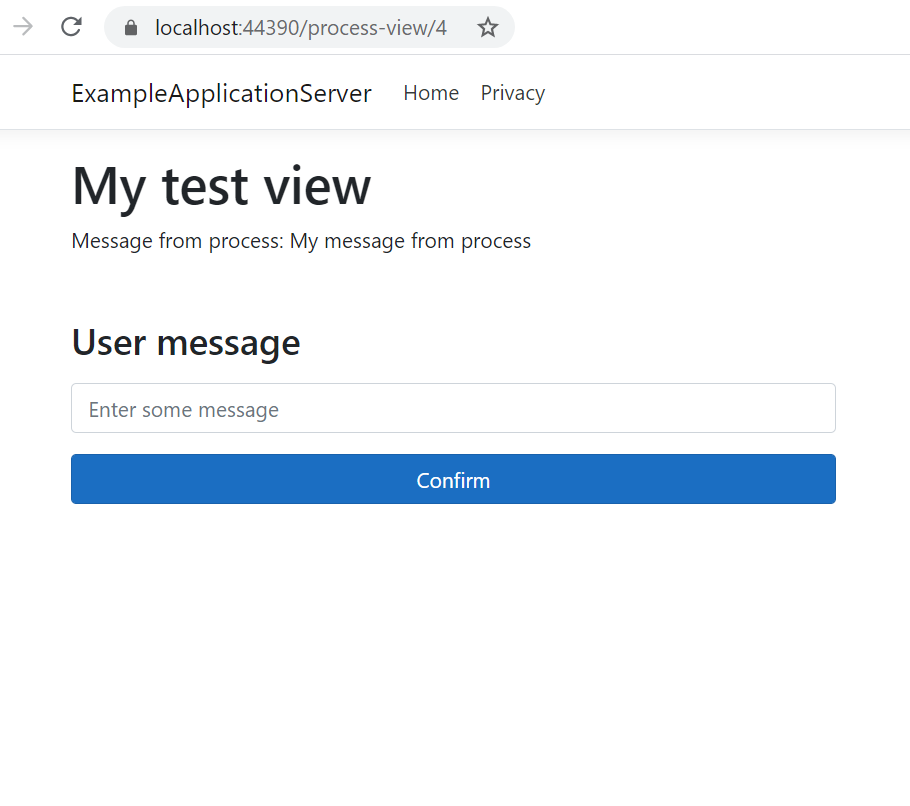 localhost:44390/process-view/4
ExampleApplicationServer Home Privacy
My test view
Message from process: My message from process
User message
Enter some message
Confirm